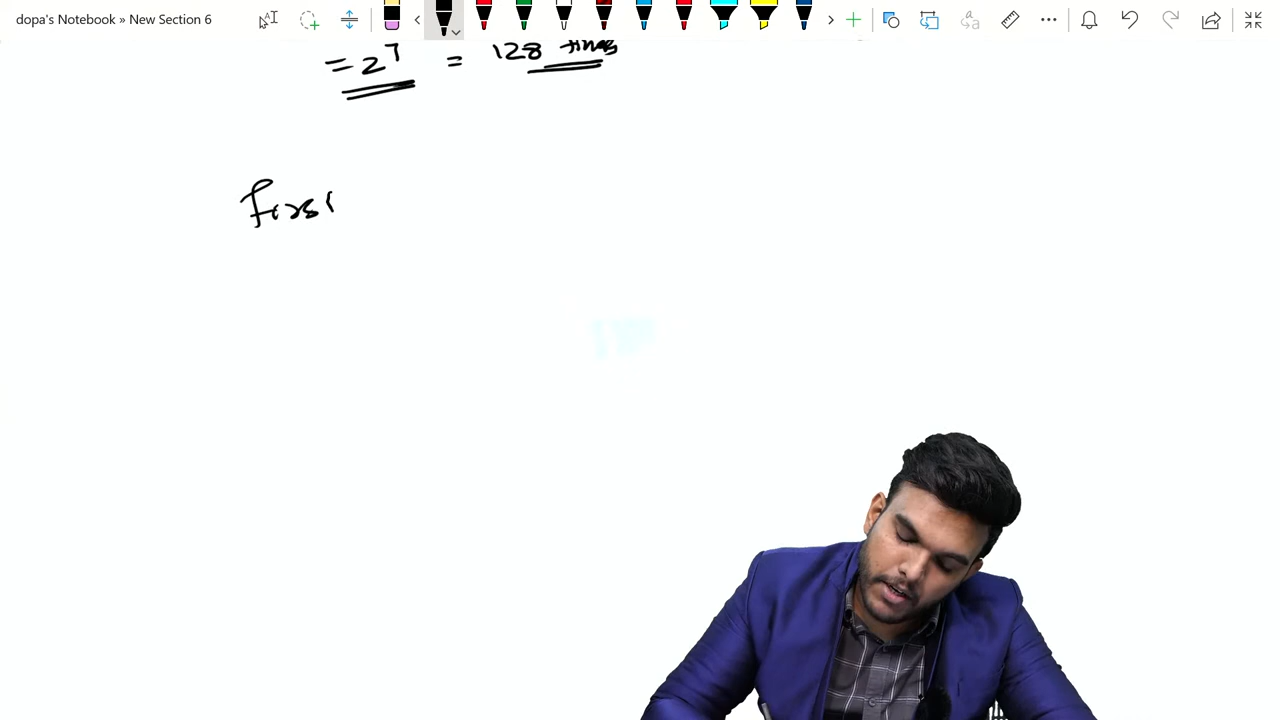 dopa's Notebook » New Section 6
= 2⁷ = 128 times
First